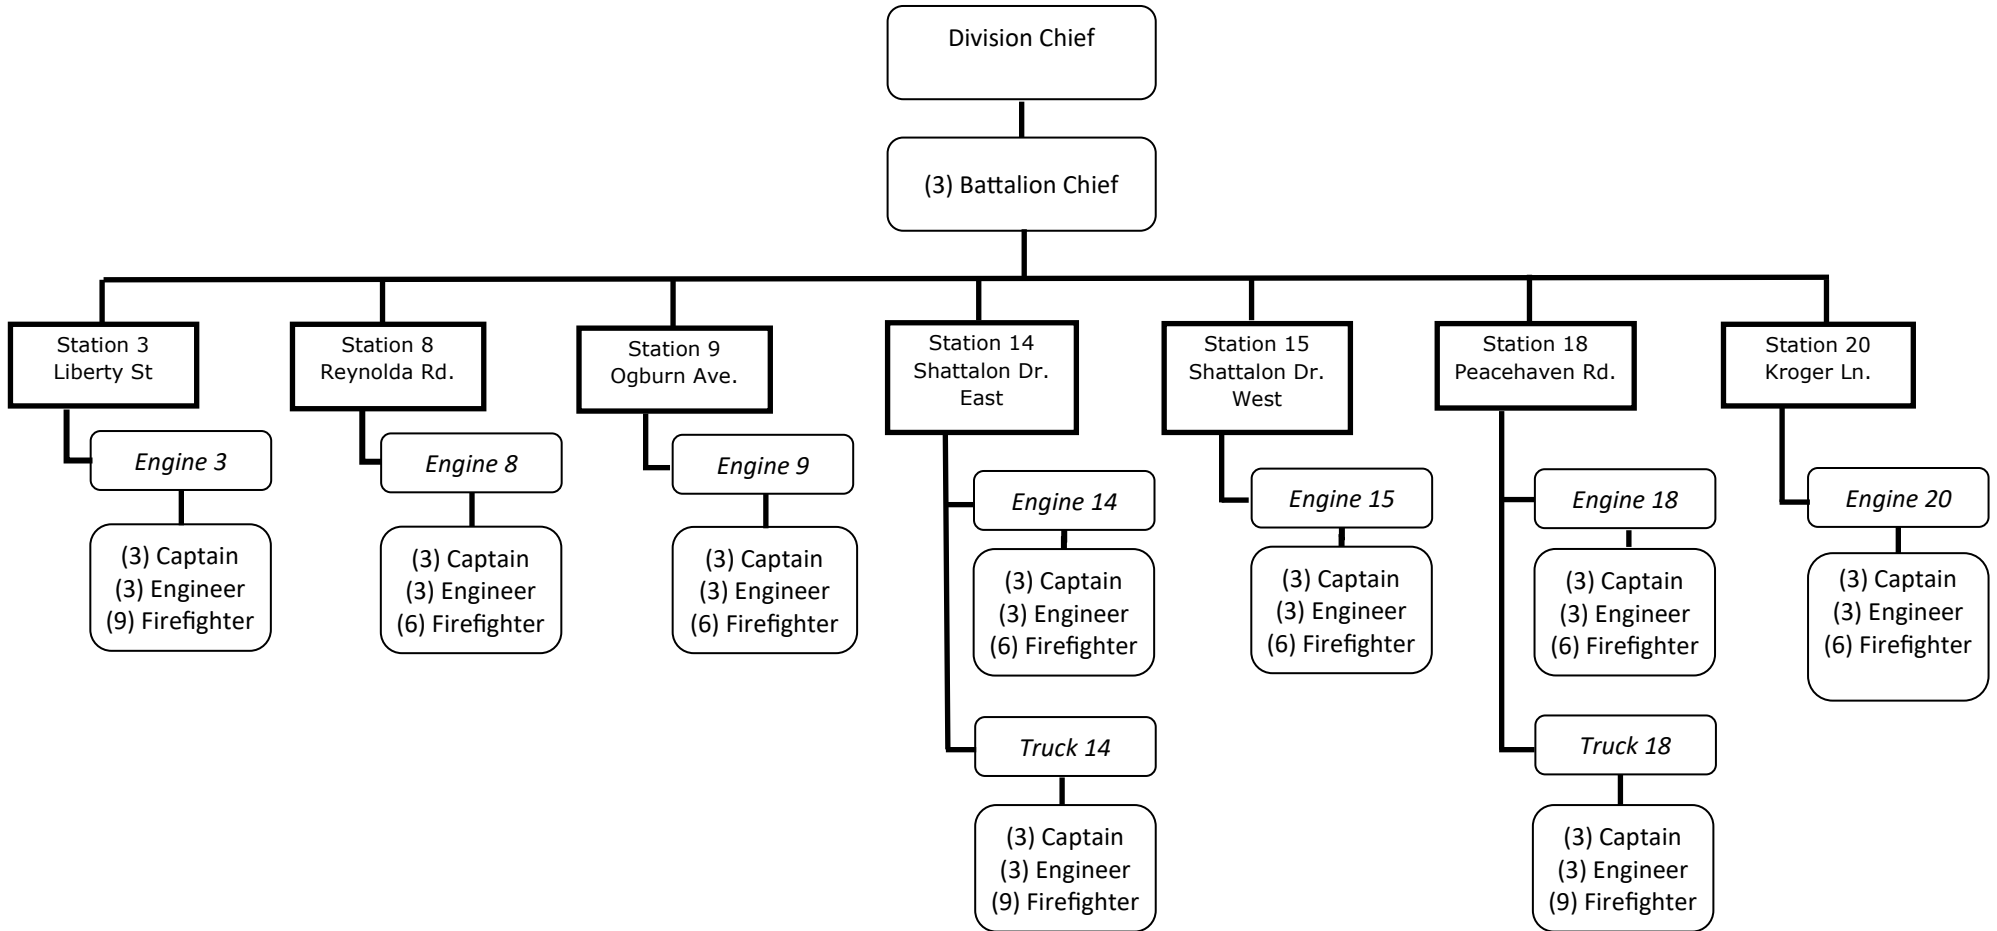 Division Chief
(3) Battalion Chief
Station 3
Liberty St
Engine 3
(3) Captain
(3) Engineer
(9) Firefighter
Station 8
Reynolda Rd.
Engine 8
(3) Captain
(3) Engineer
(6) Firefighter
Station 9
Ogburn Ave.
Engine 9
(3) Captain
(3) Engineer
(6) Firefighter
Station 14
Shattalon Dr.
East
Engine 14
(3) Captain
(3) Engineer
(6) Firefighter
Truck 14
(3) Captain
(3) Engineer
(9) Firefighter
Station 15
Shattalon Dr.
West
Engine 15
(3) Captain
(3) Engineer
(6) Firefighter
Station 18
Peacehaven Rd.
Engine 18
(3) Captain
(3) Engineer
(6) Firefighter
Truck 18
(3) Captain
(3) Engineer
(9) Firefighter
Station 20
Kroger Ln.
Engine 20
(3) Captain
(3) Engineer
(6) Firefighter